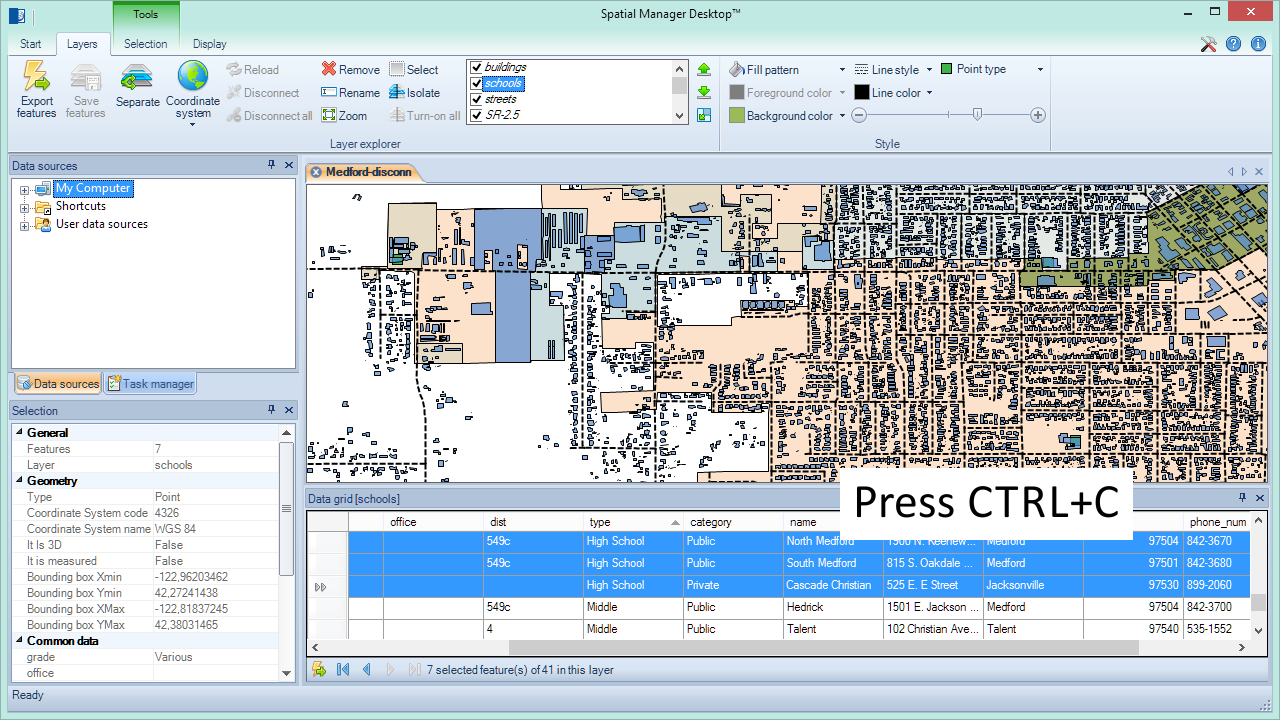 Tools
Spatial Manager Desktop™
Start Layers Selection Display
Export features
Save features
Separate
Coordinate system
Reload
Disconnect
Disconnect all
Remove
Rename
Zoom
Select
Isolate
Turn-on all
buildings
schools
streets
SR-2.5
Layer explorer
Fill pattern
Foreground color
Background color
Line style
Line color
Point type
Style
Data sources
My Computer
Shortcuts
User data sources
Data sources Task manager
Medford-disconn
Selection
General
Features 7
Layer schools
Geometry
Type Point
Coordinate System code 4326
Coordinate System name WGS 84
It Is 3D False
It is measured False
Bounding box Xmin -122,96203462
Bounding box Ymin 42,27241438
Bounding box XMax -122,81837245
Bounding box YMax 42,38031465
Common data
grade Various
office
Press CTRL+C
Data grid [schools]
office dist type category name phone_num
549c High School Public North Medford 1900 N. Keenew... Medford 97504 842-3670
549c High School Public South Medford 815 S. Oakdale ... Medford 97501 842-3680
High School Private Cascade Christian 525 E. E Street Jacksonville 97530 899-2060
549c Middle Public Hedrick 1501 E. Jackson ... Medford 97504 842-3700
4 Middle Public Talent 102 Christian Ave... Talent 97540 535-1552
7 selected feature(s) of 41 in this layer
Ready